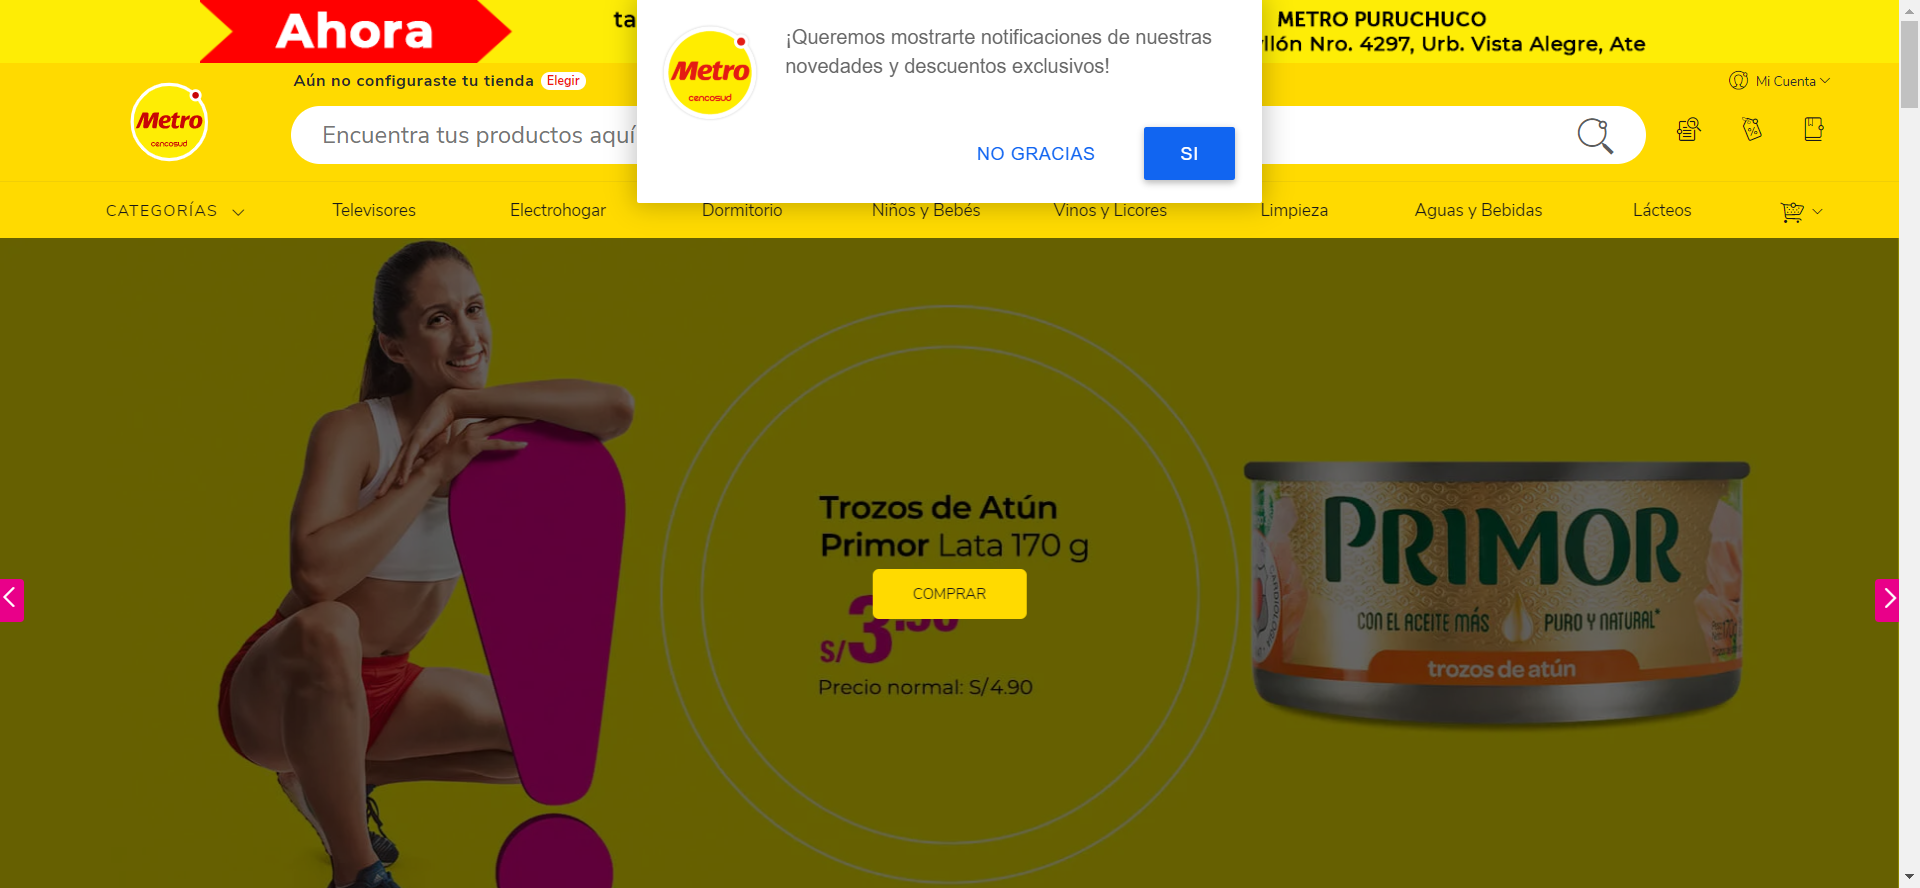 Ahora
ta
METRO PURUCHUCO
llón Nro. 4297, Urb. Vista Alegre, Ate
¡Queremos mostrarte notificaciones de nuestras
novedades y descuentos exclusivos!
NO GRACIAS
SI
Metro
cencosud
Aún no configuraste tu tienda Elegir
Mi Cuenta
Metro
cencosud
Encuentra tus productos aquí
CATEGORÍAS
Televisores
Electrohogar
Dormitorio
Niños y Bebés
Vinos y Licores
Limpieza
Aguas y Bebidas
Lácteos
Trozos de Atún
Primor Lata 170 g
COMPRAR
S/3
Precio normal: S/4.90
PRIMOR
CON EL ACEITE MÁS PURO Y NATURAL*
trozos de atún